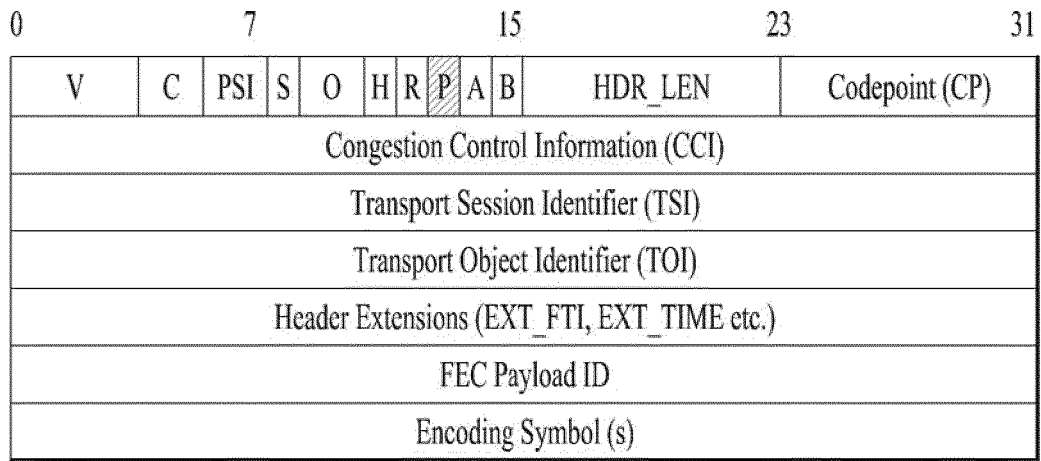 0 7 15 23 31
V C PSI S O H R P A B HDR_LEN Codepoint (CP)
Congestion Control Information (CCI)
Transport Session Identifier (TSI)
Transport Object Identifier (TOI)
Header Extensions (EXT_FTI, EXT_TIME etc.)
FEC Payload ID
Encoding Symbol (s)